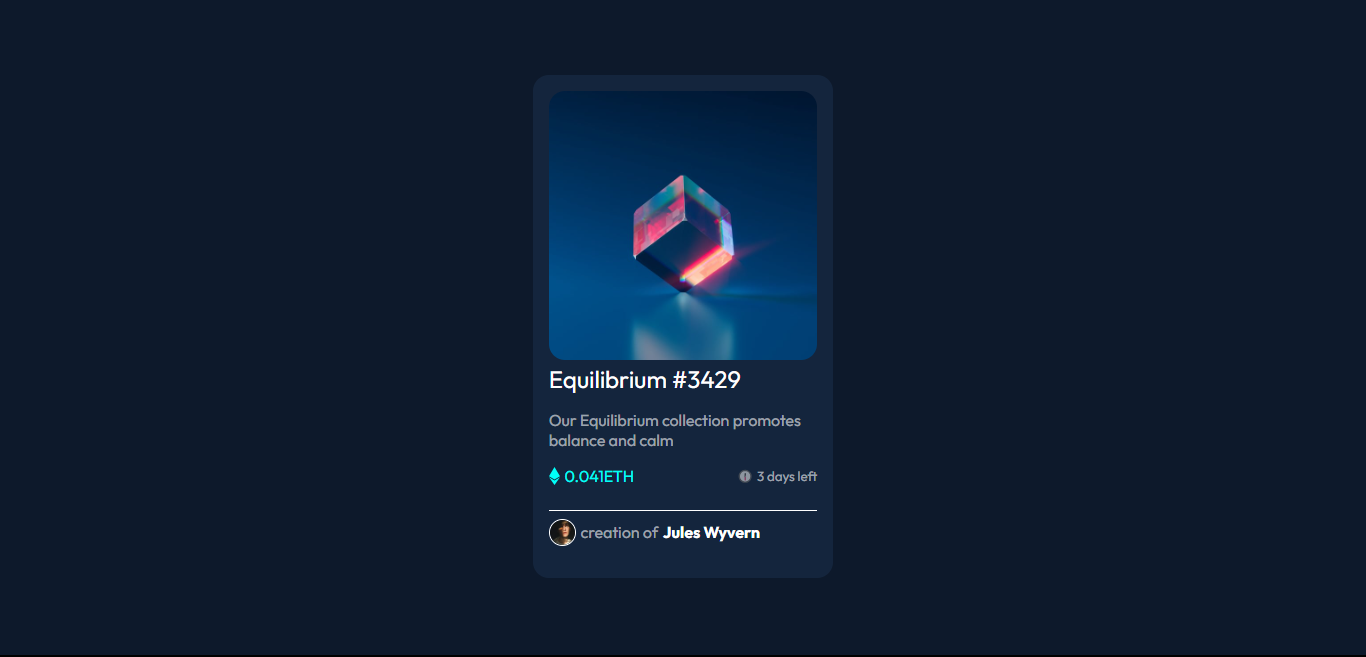 Equilibrium #3429
Our Equilibrium collection promotes
balance and calm
0.041ETH
3 days left
creation of Jules Wyvern